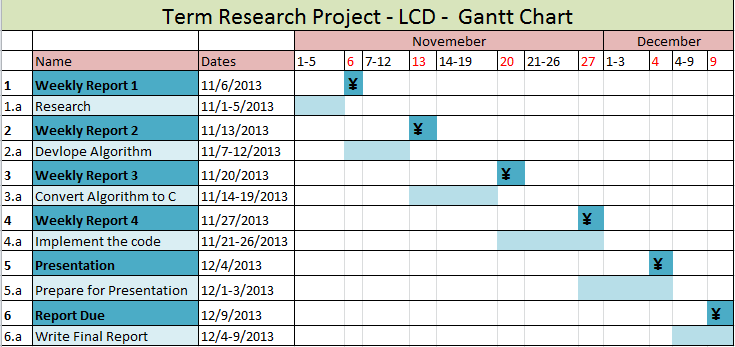 Term Research Project - LCD - Gantt Chart
Novemeber December
Name Dates 1-5 6 7-12 13 14-19 20 21-26 27 1-3 4 4-9 9
1 Weekly Report 1 11/6/2013 ¥
1.a Research 11/1-5/2013
2 Weekly Report 2 11/13/2013 ¥
2.a Devlope Algorithm 11/7-12/2013
3 Weekly Report 3 11/20/2013 ¥
3.a Convert Algorithm to C 11/14-19/2013
4 Weekly Report 4 11/27/2013 ¥
4.a Implement the code 11/21-26/2013
5 Presentation 12/4/2013 ¥
5.a Prepare for Presentation 12/1-3/2013
6 Report Due 12/9/2013 ¥
6.a Write Final Report 12/4-9/2013